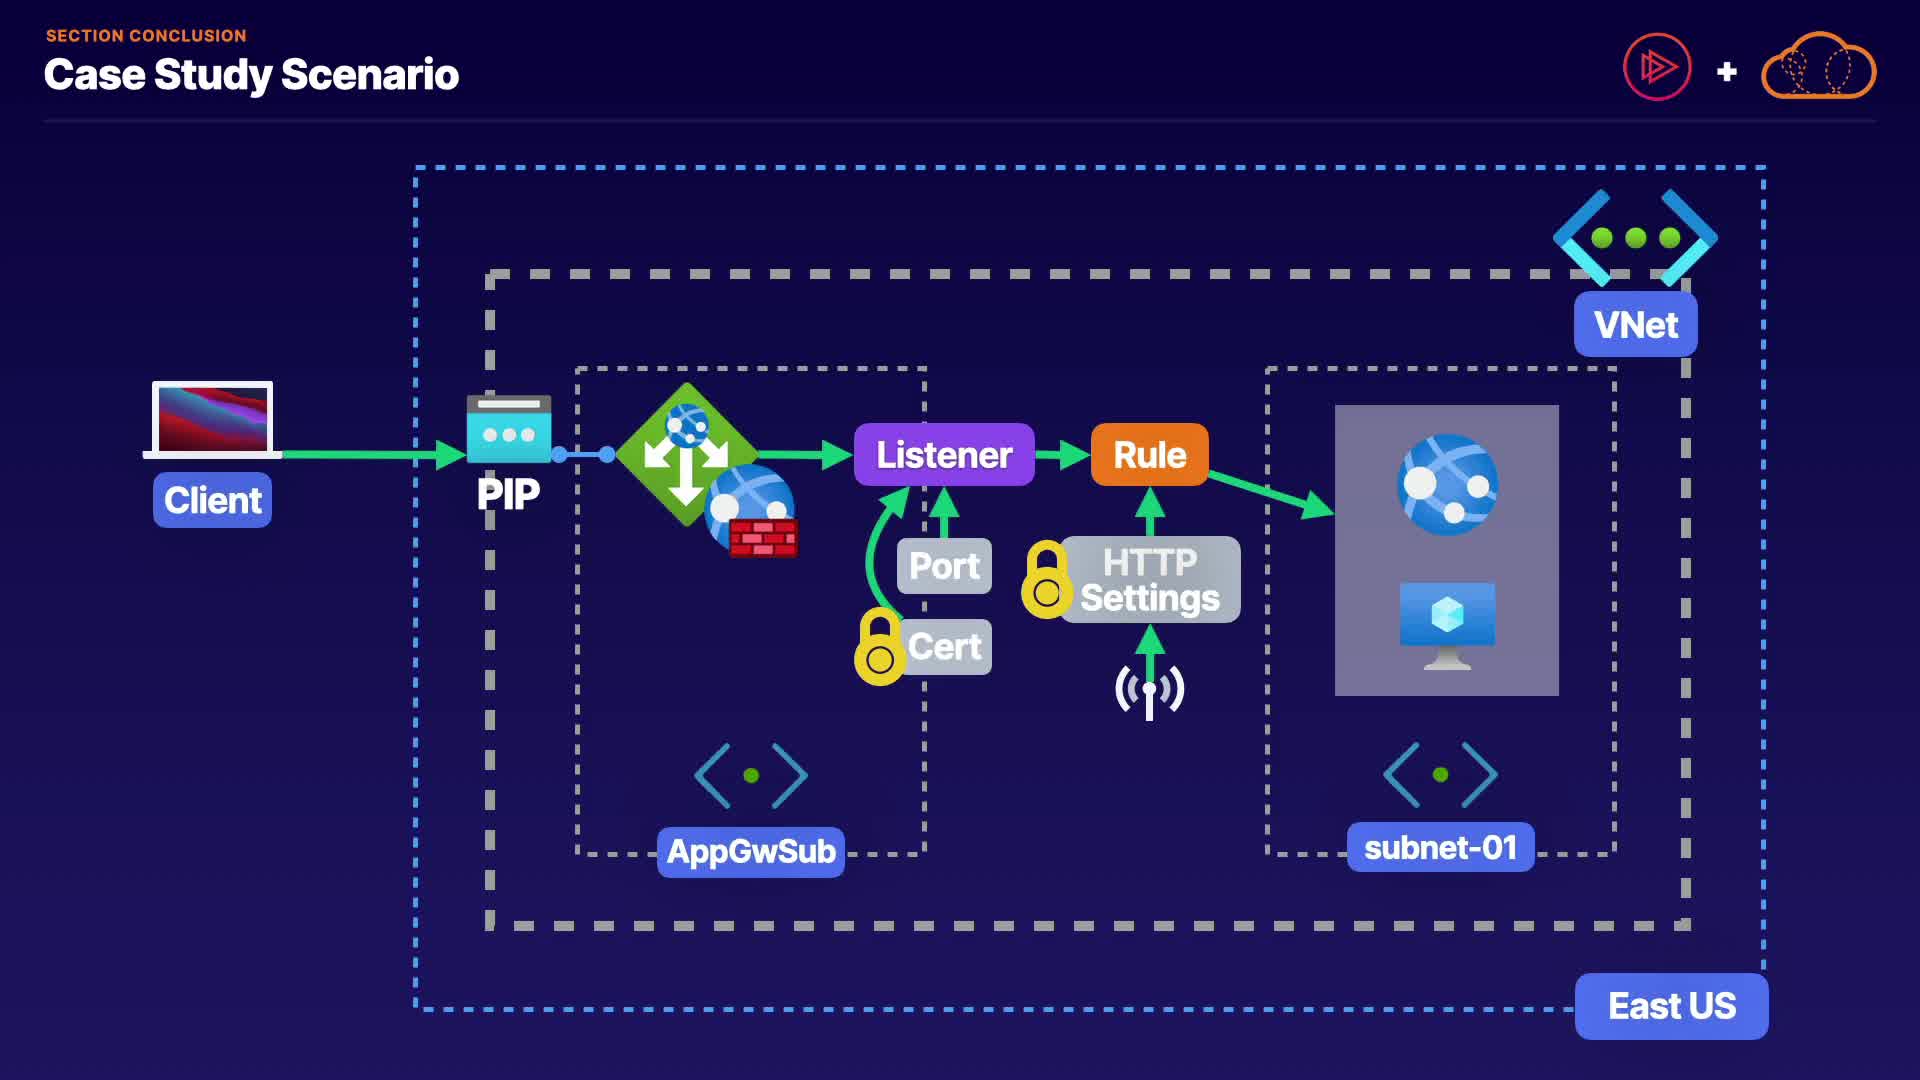 SECTION CONCLUSION
Case Study Scenario
VNet
Client
PIP
Listener
Rule
Port
HTTP
Settings
Cert
AppGwSub
subnet-01
East US